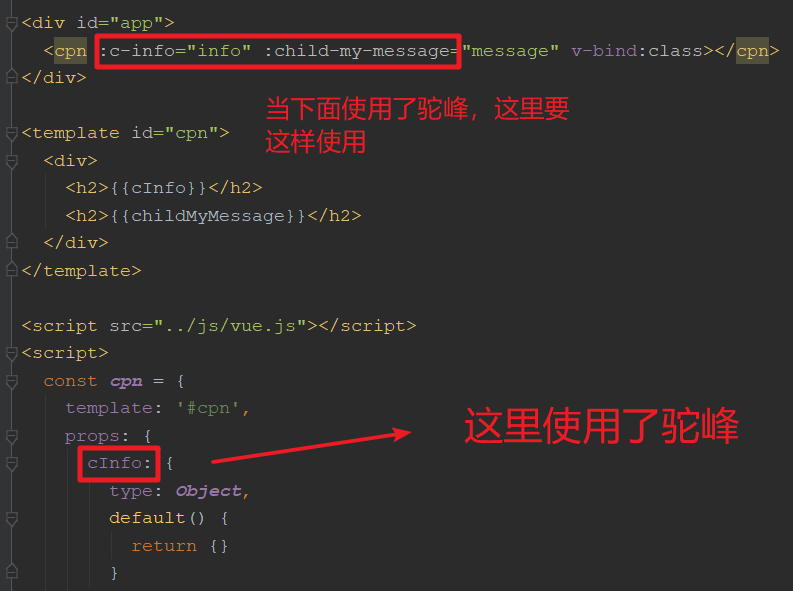 <div id="app">
<cpn :c-info="info" :child-my-message="message" v-bind:class></cpn>
</div>
当下面使用了驼峰，这里要
这样使用
<template id="cpn">
<div>
<h2>{{cInfo}}</h2>
<h2>{{childMyMessage}}</h2>
</div>
</template>
<script src="../js/vue.js"></script>
<script>
const cpn = {
template: '#cpn',
props: {
这里使用了驼峰
cInfo: {
type: Object,
default() {
return {}
}